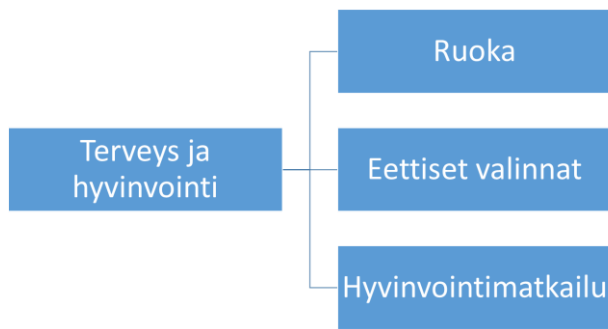 Ruoka
Terveys ja
hyvinvointi
Eettiset valinnat
Hyvinvointimatkailu